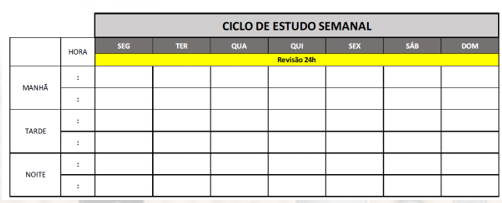 CICLO DE ESTUDO SEMANAL
HORA SEG TER QUA QUI SEX SÁB DOM
Revisão 24h
MANHÃ :
:
TARDE :
:
NOITE :
: